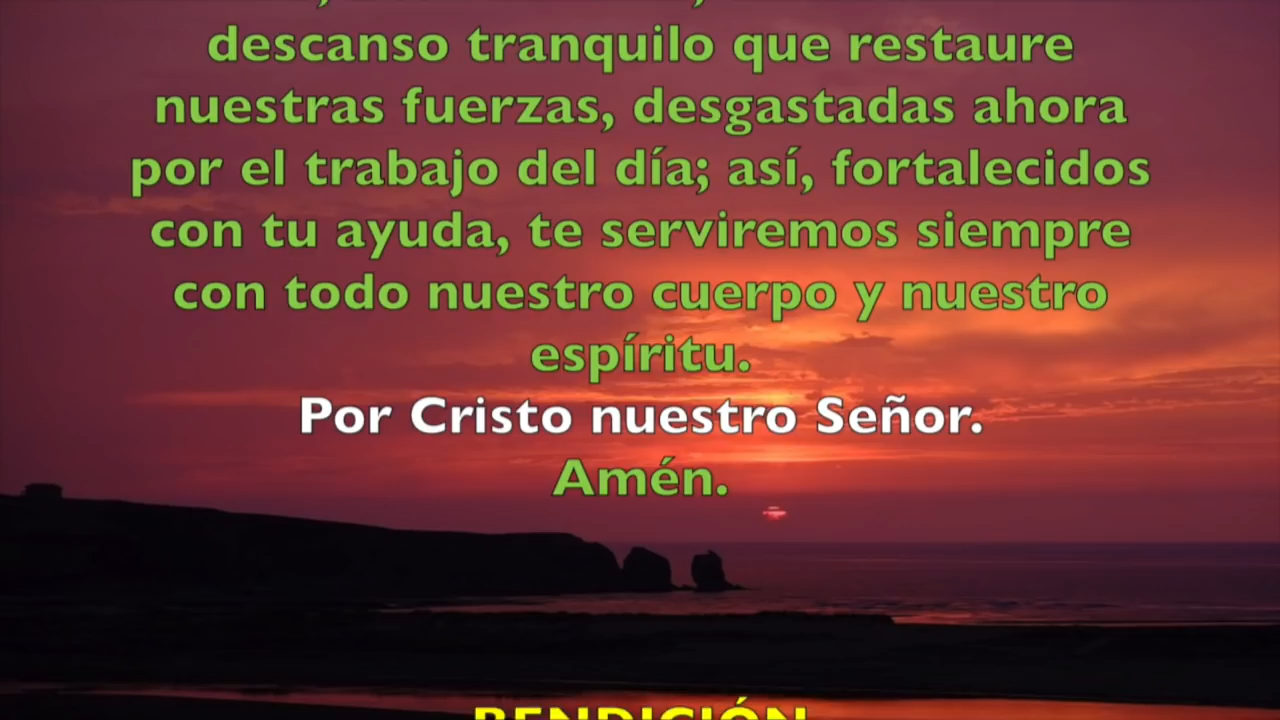 descanso tranquilo que restaure
nuestras fuerzas, desgastadas ahora
por el trabajo del día; así, fortalecidos
con tu ayuda, te serviremos siempre
con todo nuestro cuerpo y nuestro
espíritu.
Por Cristo nuestro Señor.
Amén.
BENDICIÓN